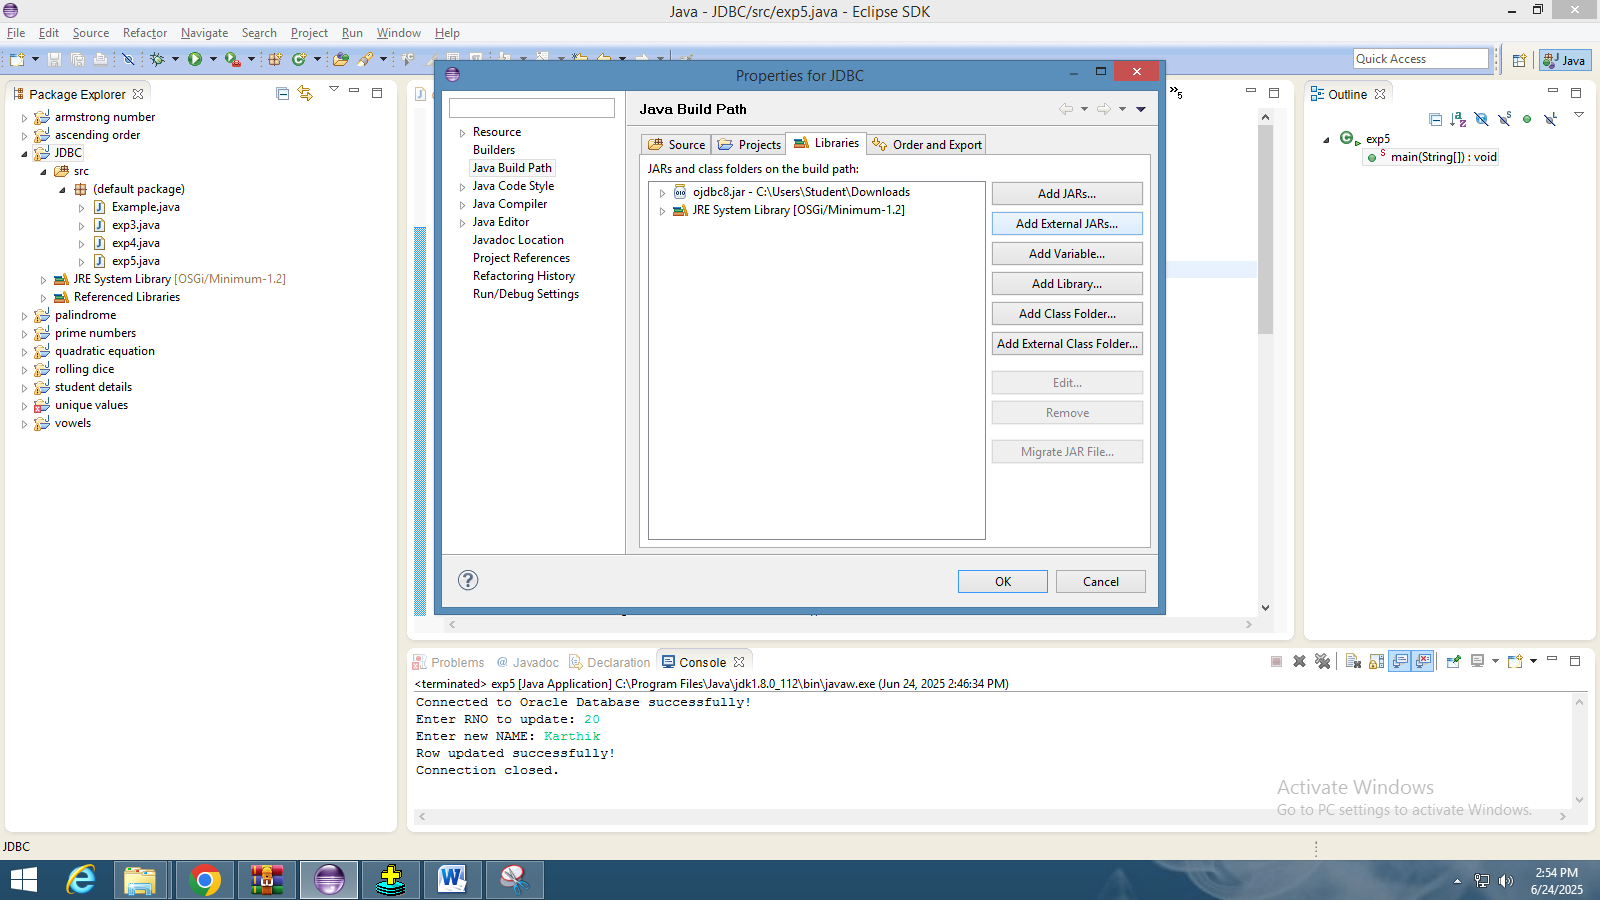 Java - JDBC/src/exp5.java - Eclipse SDK
File Edit Source Refactor Navigate Search Project Run Window Help
Quick Access
Java
Package Explorer
armstrong number
ascending order
JDBC
src
(default package)
Example.java
exp3.java
exp4.java
exp5.java
JRE System Library [OSGi/Minimum-1.2]
Referenced Libraries
palindrome
prime numbers
quadratic equation
rolling dice
student details
unique values
vowels
Properties for JDBC
Resource
Builders
Java Build Path
Java Code Style
Java Compiler
Java Editor
Javadoc Location
Project References
Refactoring History
Run/Debug Settings
Java Build Path
Source Projects Libraries Order and Export
JARs and class folders on the build path:
ojdbc8.jar - C:\Users\Student\Downloads
JRE System Library [OSGi/Minimum-1.2]
Add JARs...
Add External JARs...
Add Variable...
Add Library...
Add Class Folder...
Add External Class Folder...
Edit...
Remove
Migrate JAR File...
OK Cancel
»5
Outline
exp5
main(String[]) : void
Problems @ Javadoc Declaration Console
<terminated> exp5 [Java Application] C:\Program Files\Java\jdk1.8.0_112\bin\javaw.exe (Jun 24, 2025 2:46:34 PM)
Connected to Oracle Database successfully!
Enter RNO to update: 20
Enter new NAME: Karthik
Row updated successfully!
Connection closed.
Activate Windows
Go to PC settings to activate Windows.
JDBC
2:54 PM
6/24/2025